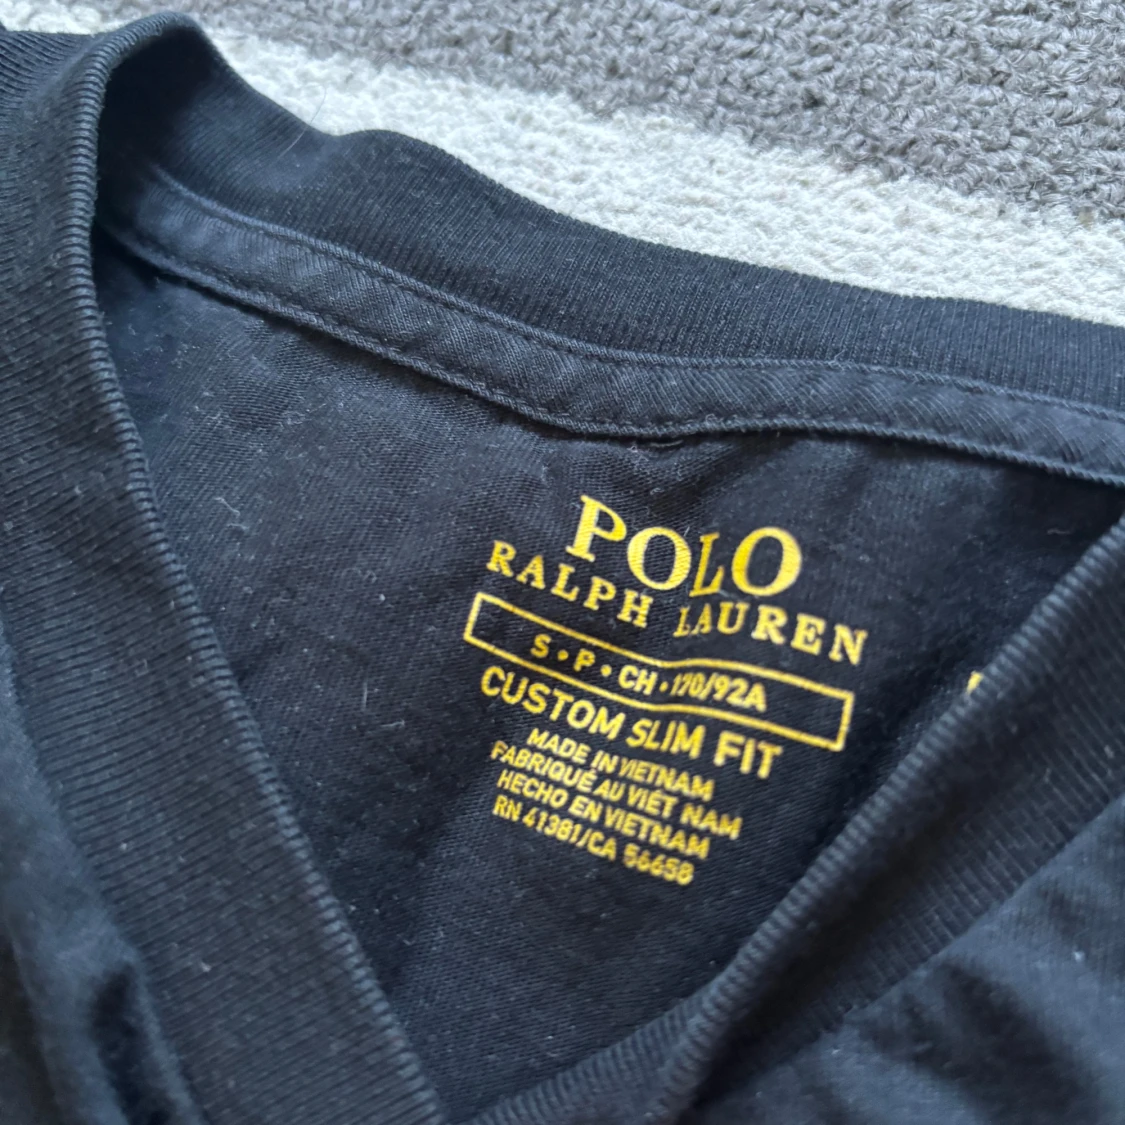 POLO
RALPH LAUREN
S • P • CH • 170/92A
CUSTOM SLIM FIT
MADE IN VIETNAM
FABRIQUÉ AU VIÊT NAM
HECHO EN VIETNAM
RN 41381/CA 56658